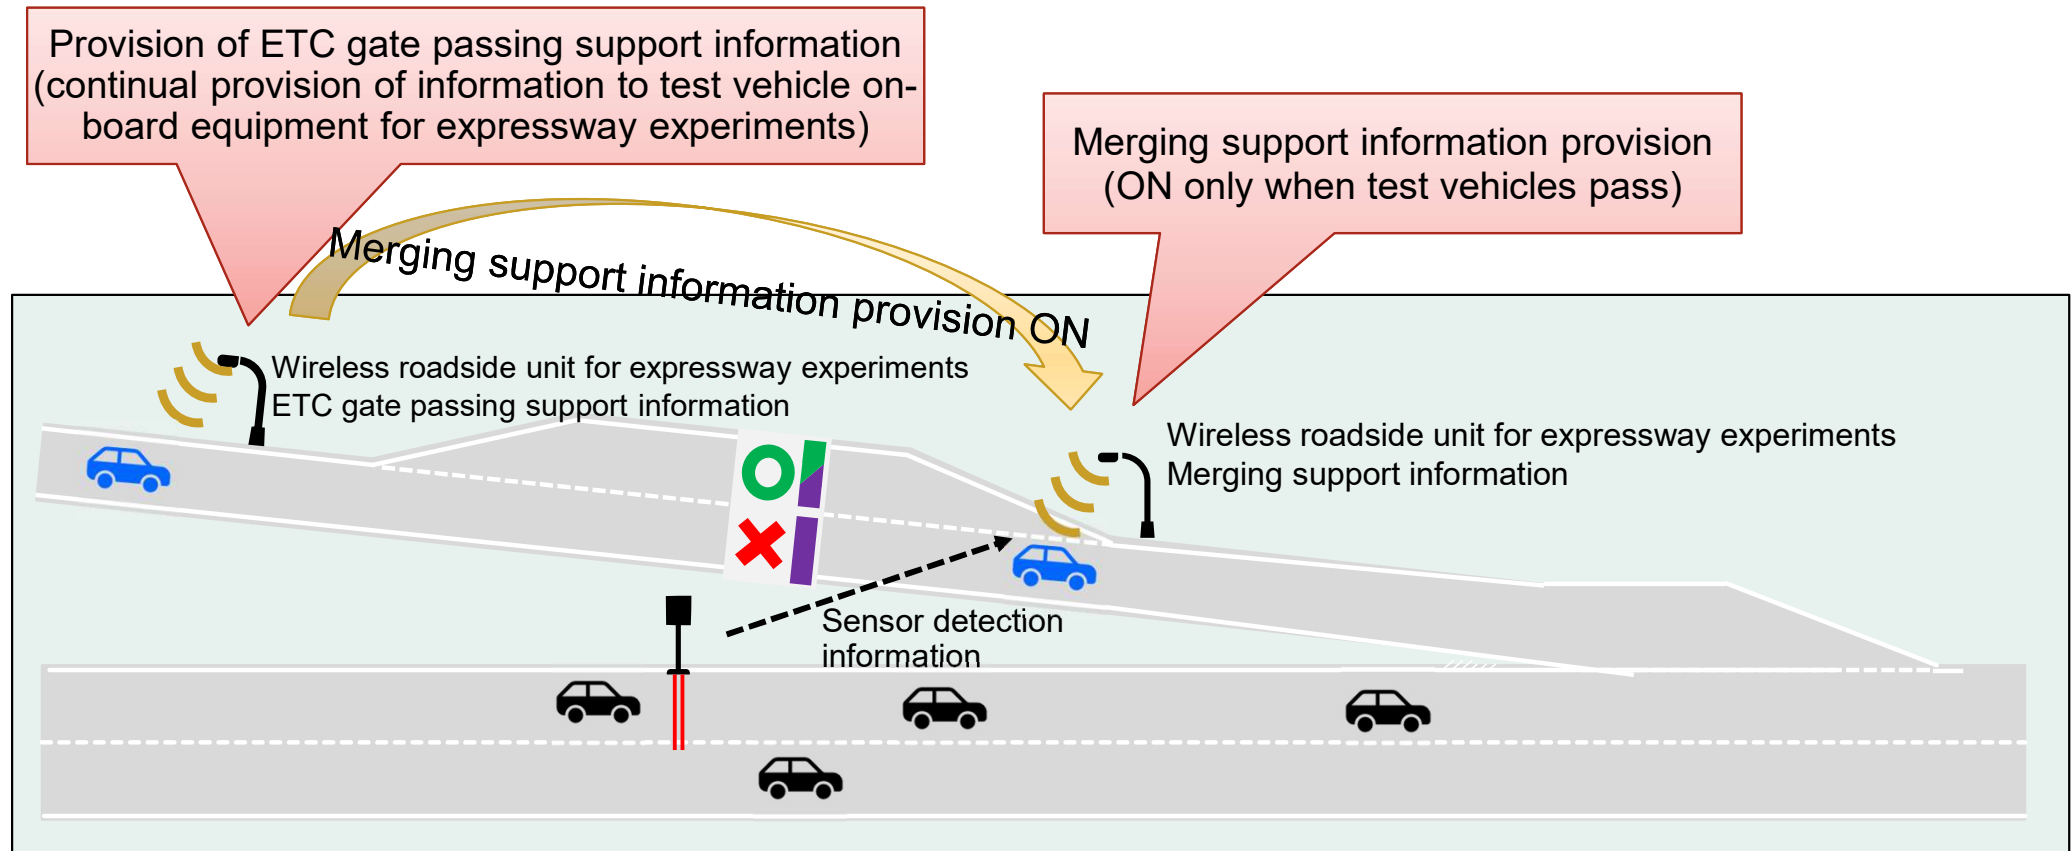 Provision of ETC gate passing support information
(continual provision of information to test vehicle on-
board equipment for expressway experiments)
Merging support information provision
(ON only when test vehicles pass)
Merging support information provision ON
Wireless roadside unit for expressway experiments
ETC gate passing support information
Wireless roadside unit for expressway experiments
Merging support information
Sensor detection
information